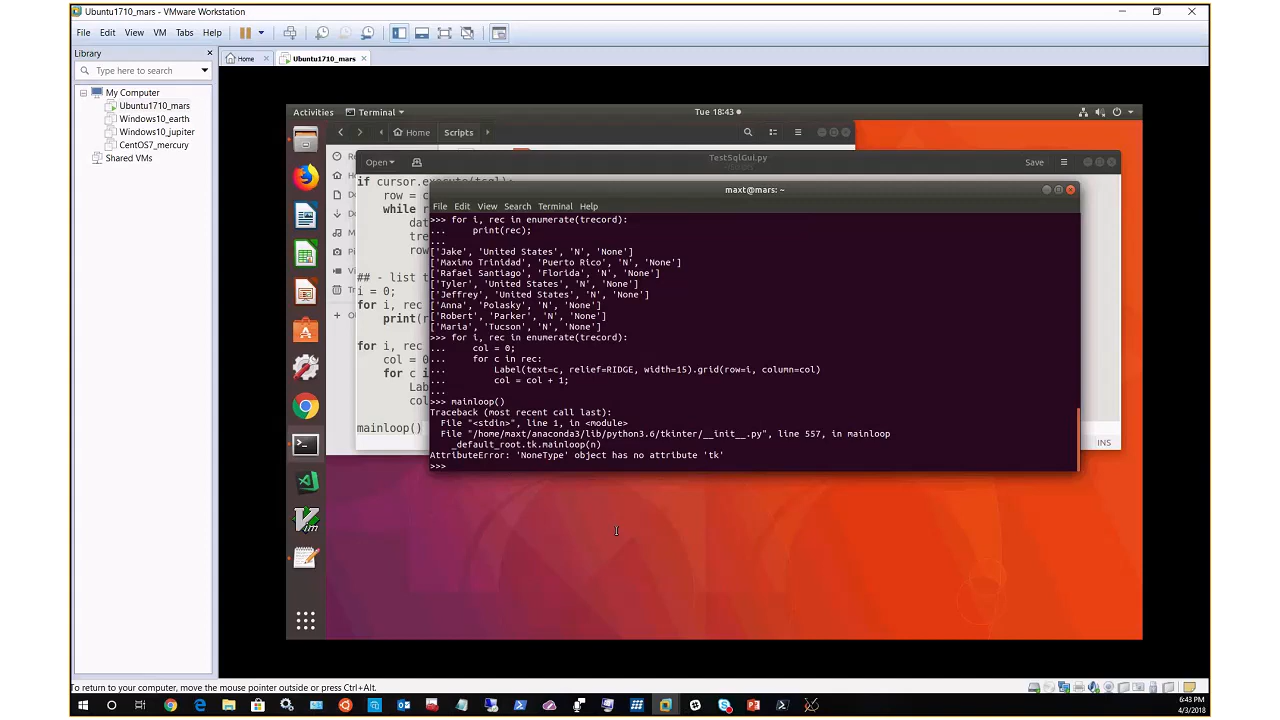 Ubuntu1710_mars - VMware Workstation
File Edit View VM Tabs Help
Library
Home
Ubuntu1710_mars
Type here to search
My Computer
Ubuntu1710_mars
Windows10_earth
Windows10_jupiter
CentOS7_mercury
Shared VMs
Activities
Terminal
Tue 18:43
Home
Scripts
Open
TestSqlGui.py
Save
if cursor.execute(tsql):
row = c
while r
dat
tre
row
## - list t
i = 0;
for i, rec
print(r
for i, rec
col = 0
for c i
Lab
col
mainloop()
INS
maxt@mars: ~
File Edit View Search Terminal Help
>>> for i, rec in enumerate(trecord):
... print(rec);
...
['Jake', 'United States', 'N', 'None']
['Maximo Trinidad', 'Puerto Rico', 'N', 'None']
['Rafael Santiago', 'Florida', 'N', 'None']
['Tyler', 'United States', 'N', 'None']
['Jeffrey', 'United States', 'N', 'None']
['Anna', 'Polasky', 'N', 'None']
['Robert', 'Parker', 'N', 'None']
['Maria', 'Tucson', 'N', 'None']
>>> for i, rec in enumerate(trecord):
... col = 0;
... for c in rec:
... Label(text=c, relief=RIDGE, width=15).grid(row=i, column=col)
... col = col + 1;
...
>>> mainloop()
Traceback (most recent call last):
File "<stdin>", line 1, in <module>
File "/home/maxt/anaconda3/lib/python3.6/tkinter/__init__.py", line 557, in mainloop
_default_root.tk.mainloop(n)
AttributeError: 'NoneType' object has no attribute 'tk'
>>>
To return to your computer, move the mouse pointer outside or press Ctrl+Alt.
6:43 PM
4/3/2018